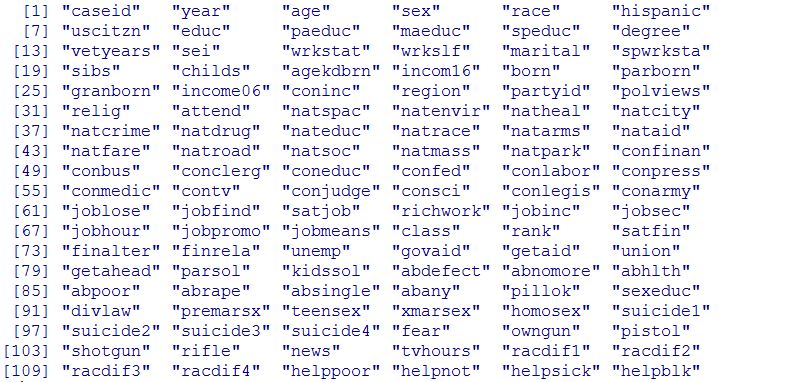 [1] "caseid" "year" "age" "sex" "race" "hispanic"
[7] "uscitzn" "educ" "paeduc" "maeduc" "speduc" "degree"
[13] "vetyears" "sei" "wrkstat" "wrkslf" "marital" "spwrksta"
[19] "sibs" "childs" "agekdbrn" "incom16" "born" "parborn"
[25] "granborn" "income06" "coninc" "region" "partyid" "polviews"
[31] "relig" "attend" "natspac" "natenvir" "natheal" "natcity"
[37] "natcrime" "natdrug" "nateduc" "natrace" "natarms" "nataid"
[43] "natfare" "natroad" "natsoc" "natmass" "natpark" "confinan"
[49] "conbus" "conclerg" "coneduc" "confed" "conlabor" "conpress"
[55] "conmedic" "contv" "conjudge" "consci" "conlegis" "conarmy"
[61] "joblose" "jobfind" "satjob" "richwork" "jobinc" "jobsec"
[67] "jobhour" "jobpromo" "jobmeans" "class" "rank" "satfin"
[73] "finalter" "finrela" "unemp" "govaid" "getaid" "union"
[79] "getahead" "parsol" "kidssol" "abdefect" "abnomore" "abhlth"
[85] "abpoor" "abrape" "absingle" "abany" "pillok" "sexeduc"
[91] "divlaw" "premarsx" "teensex" "xmarsex" "homosex" "suicide1"
[97] "suicide2" "suicide3" "suicide4" "fear" "owngun" "pistol"
[103] "shotgun" "rifle" "news" "tvhours" "racdif1" "racdif2"
[109] "racdif3" "racdif4" "helppoor" "helpnot" "helpsick" "helpblk"